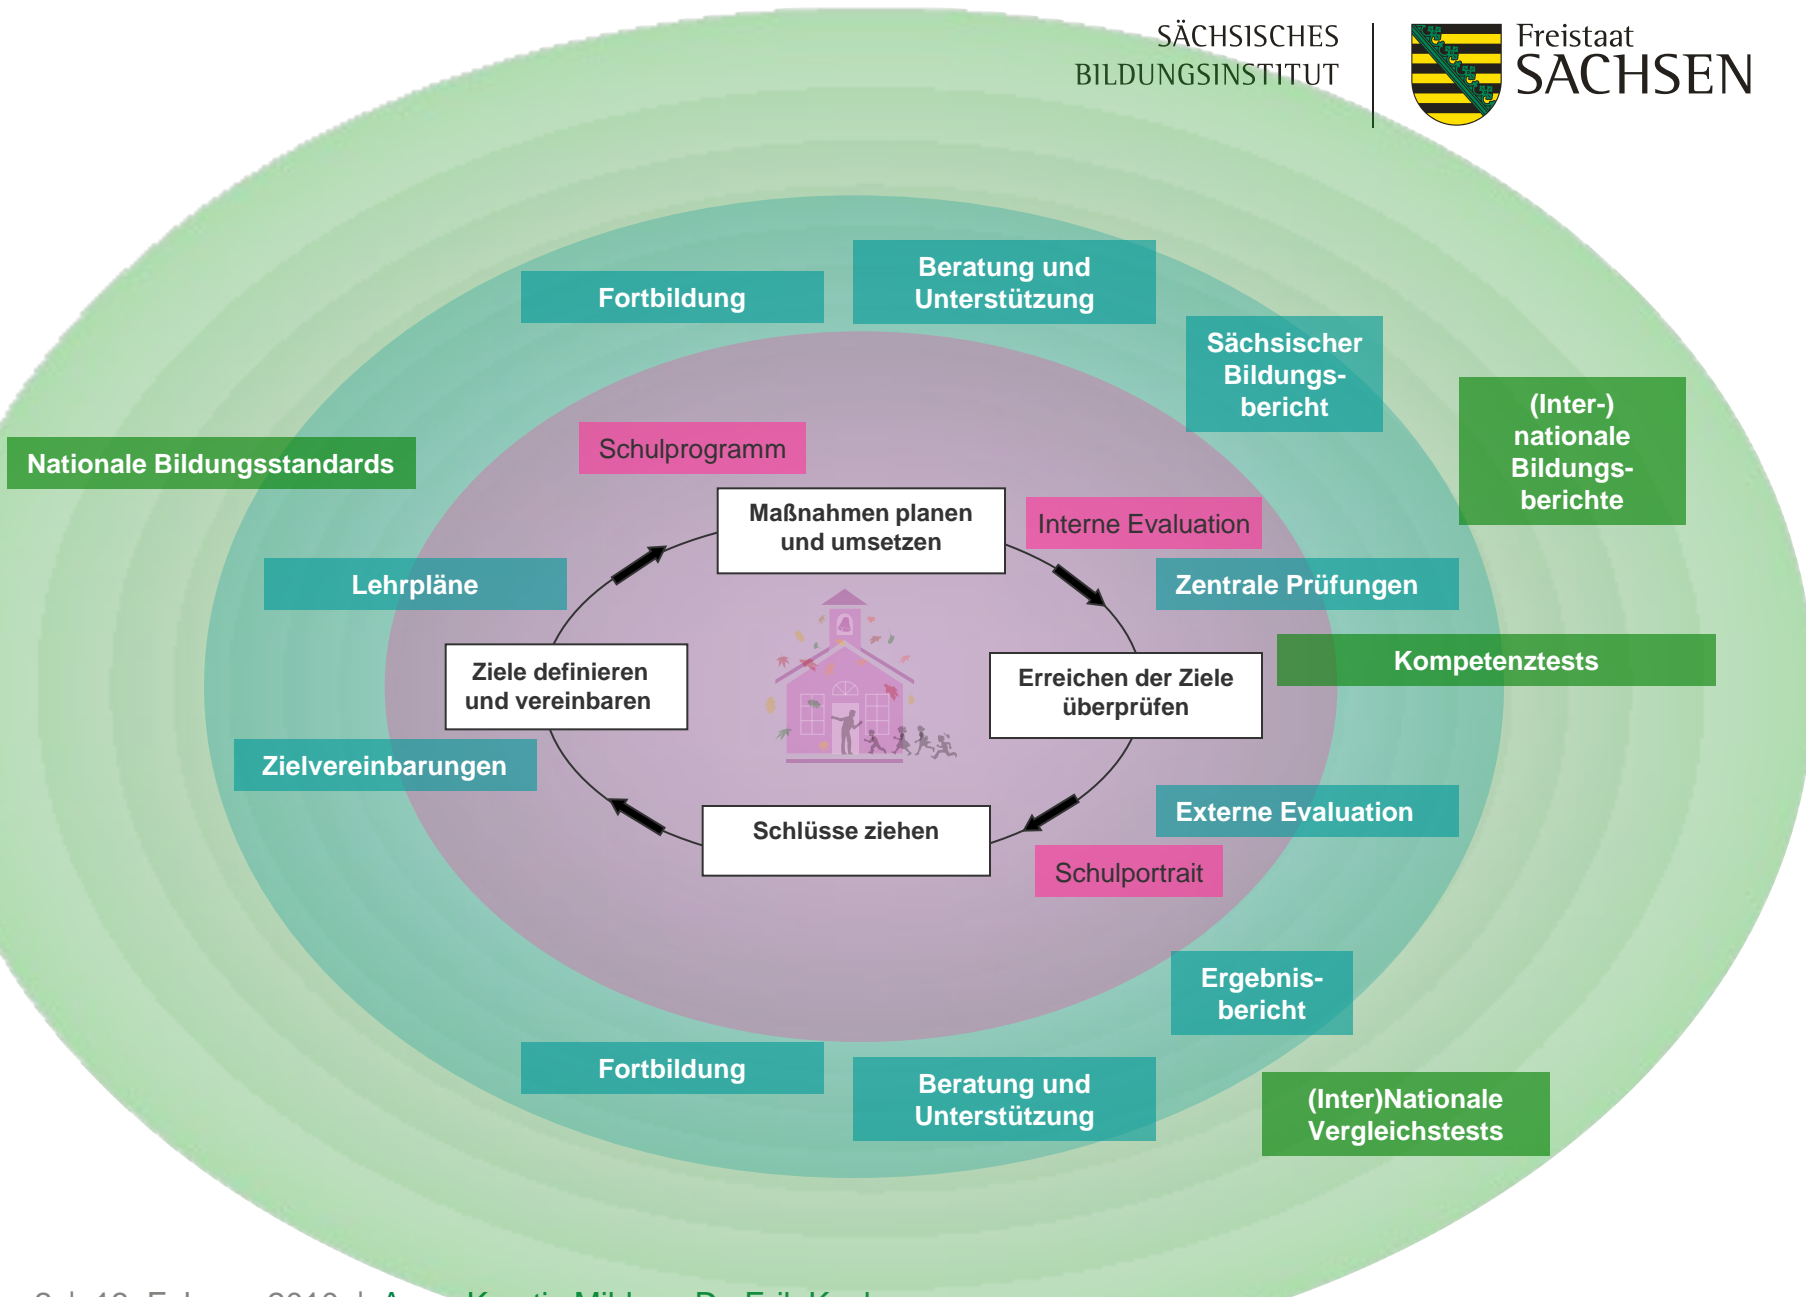 SÄCHSISCHES
BILDUNGSINSTITUT
Freistaat
SACHSEN
Beratung und
Unterstützung
Fortbildung
Sächsischer
Bildungs-
bericht
(Inter-)
nationale
Bildungs-
berichte
Nationale Bildungsstandards
Schulprogramm
Maßnahmen planen
und umsetzen
Interne Evaluation
Lehrpläne
Zentrale Prüfungen
Ziele definieren
und vereinbaren
Erreichen der Ziele
überprüfen
Kompetenztests
Zielvereinbarungen
Externe Evaluation
Schlüsse ziehen
Schulportrait
Ergebnis-
bericht
Fortbildung
Beratung und
Unterstützung
(Inter)Nationale
Vergleichstests